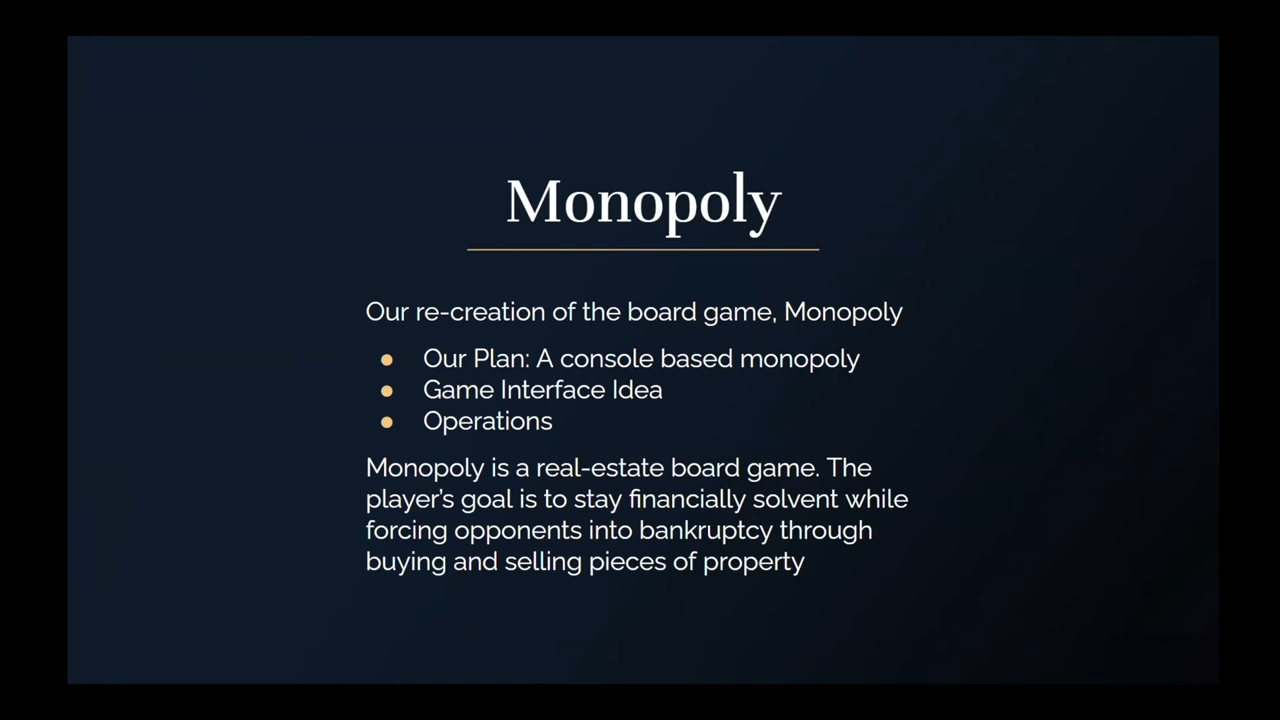 Monopoly
Our re-creation of the board game, Monopoly
● Our Plan: A console based monopoly
● Game Interface Idea
● Operations
Monopoly is a real-estate board game. The
player's goal is to stay financially solvent while
forcing opponents into bankruptcy through
buying and selling pieces of property